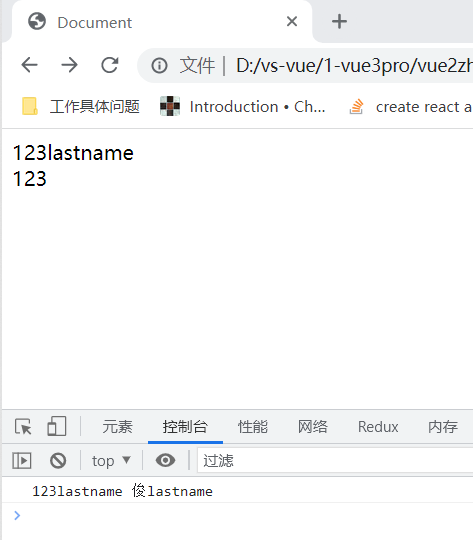 Document
文件 | D:/vs-vue/1-vue3pro/vue2zh
工作具体问题 Introduction • Ch... create react a
123lastname
123
元素 控制台 性能 网络 Redux 内存
top 过滤
123lastname 俊lastname